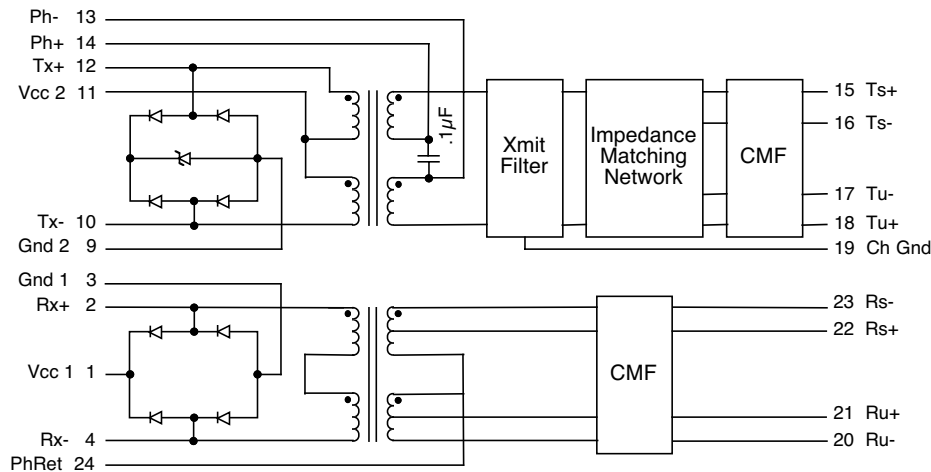 Ph- 13
Ph+ 14
Tx+ 12
Vcc 2 11
Tx- 10
Gnd 2 9
.1µF
Xmit
Filter
Impedance
Matching
Network
CMF
15 Ts+
16 Ts-
17 Tu-
18 Tu+
19 Ch Gnd
Gnd 1 3
Rx+ 2
Vcc 1 1
Rx- 4
PhRet 24
CMF
23 Rs-
22 Rs+
21 Ru+
20 Ru-